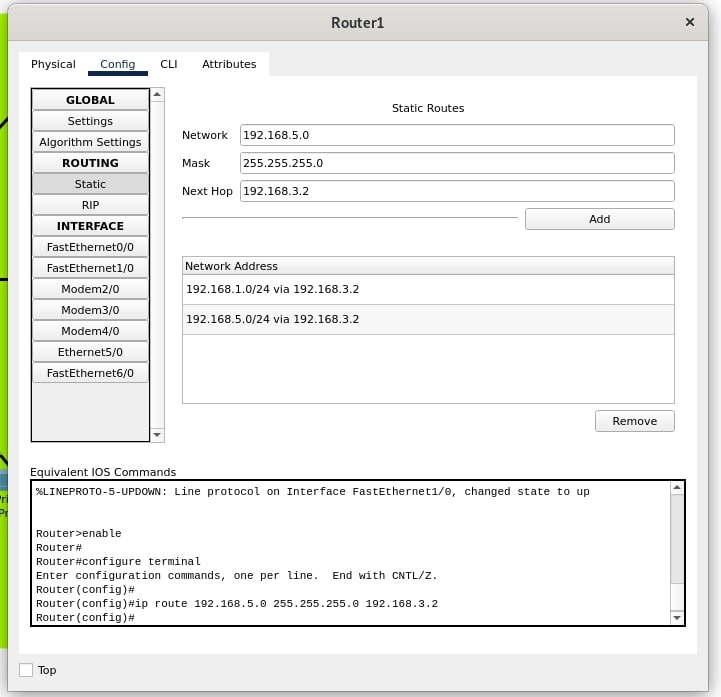 Router1
×
Physical Config CLI Attributes
GLOBAL
Settings
Algorithm Settings
ROUTING
Static
RIP
INTERFACE
FastEthernet0/0
FastEthernet1/0
Modem2/0
Modem3/0
Modem4/0
Ethernet5/0
FastEthernet6/0
Static Routes
Network 192.168.5.0
Mask 255.255.255.0
Next Hop 192.168.3.2
Add
Network Address
192.168.1.0/24 via 192.168.3.2
192.168.5.0/24 via 192.168.3.2
Remove
Equivalent IOS Commands
%LINEPROTO-5-UPDOWN: Line protocol on Interface FastEthernet1/0, changed state to up
Router>enable
Router#
Router#configure terminal
Enter configuration commands, one per line.  End with CNTL/Z.
Router(config)#
Router(config)#ip route 192.168.5.0 255.255.255.0 192.168.3.2
Router(config)#
Top